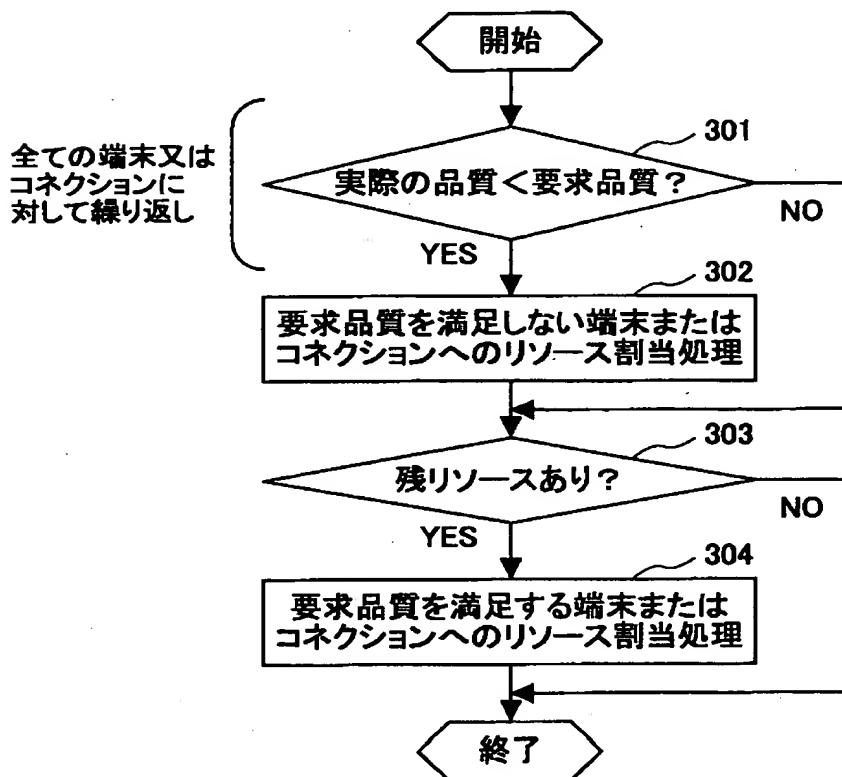 開始
301
全ての端末又は
コネクションに
対して繰り返し
実際の品質＜要求品質？
NO
YES
302
要求品質を満足しない端末または
コネクションへのリソース割当処理
303
残リソースあり？
NO
YES
304
要求品質を満足する端末または
コネクションへのリソース割当処理
終了